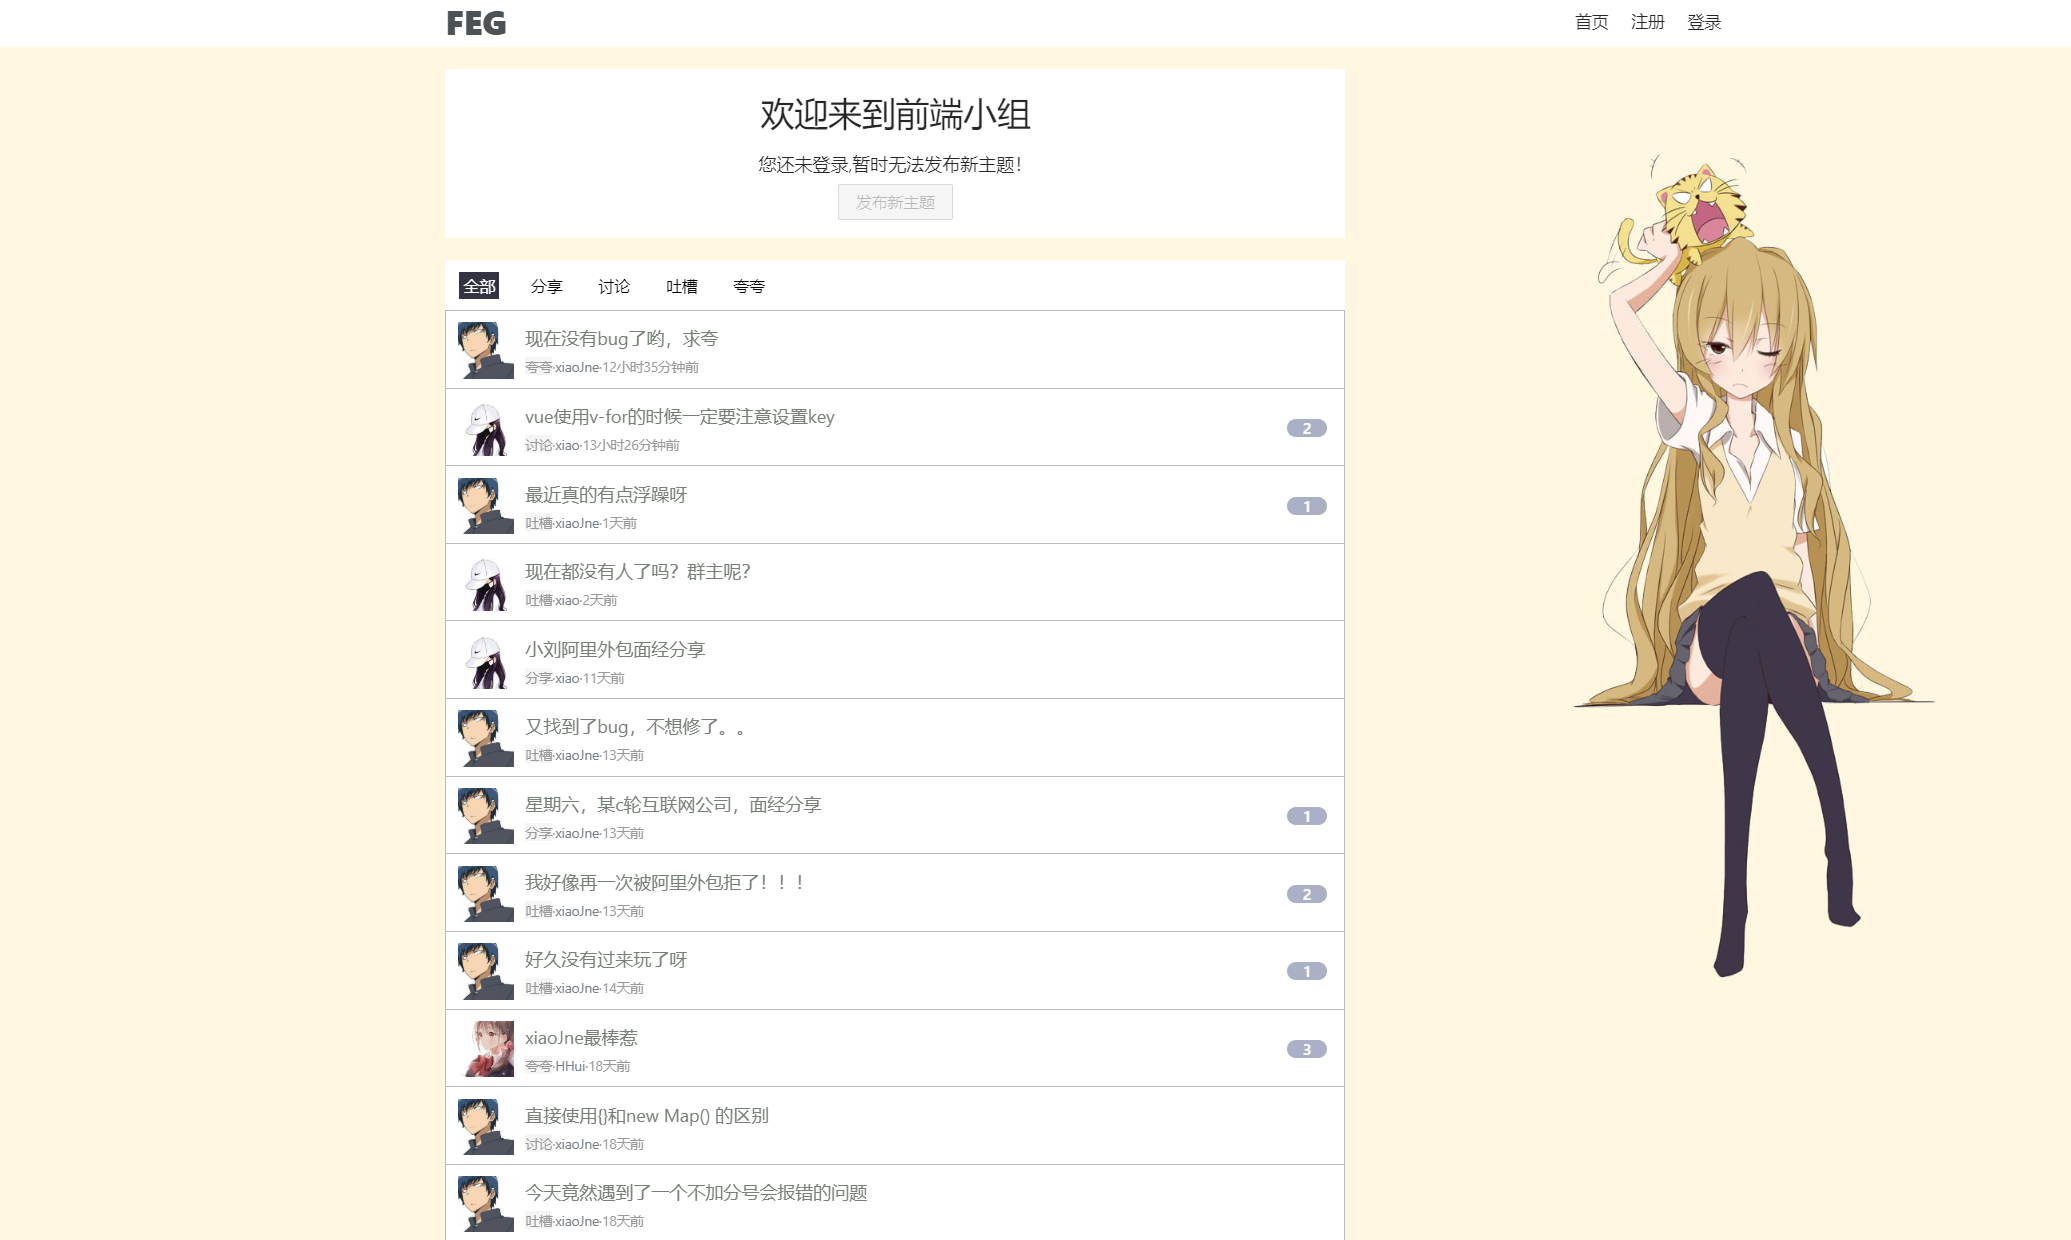 FEG
首页 注册 登录
欢迎来到前端小组
您还未登录,暂时无法发布新主题！
发布新主题
全部 分享 讨论 吐槽 夸夸
现在没有bug了哟，求夸
夸夸·xiaoJne·12小时35分钟前
vue使用v-for的时候一定要注意设置key
讨论·xiao·13小时26分钟前
2
最近真的有点浮躁呀
吐槽·xiaoJne·1天前
1
现在都没有人了吗？群主呢？
吐槽·xiao·2天前
小刘阿里外包面经分享
分享·xiao·11天前
又找到了bug，不想修了。。
吐槽·xiaoJne·13天前
星期六，某c轮互联网公司，面经分享
分享·xiaoJne·13天前
1
我好像再一次被阿里外包拒了！！！
吐槽·xiaoJne·13天前
2
好久没有过来玩了呀
吐槽·xiaoJne·14天前
1
xiaoJne最棒惹
夸夸·HHui·18天前
3
直接使用{}和new Map() 的区别
讨论·xiaoJne·18天前
今天竟然遇到了一个不加分号会报错的问题
吐槽·xiaoJne·18天前